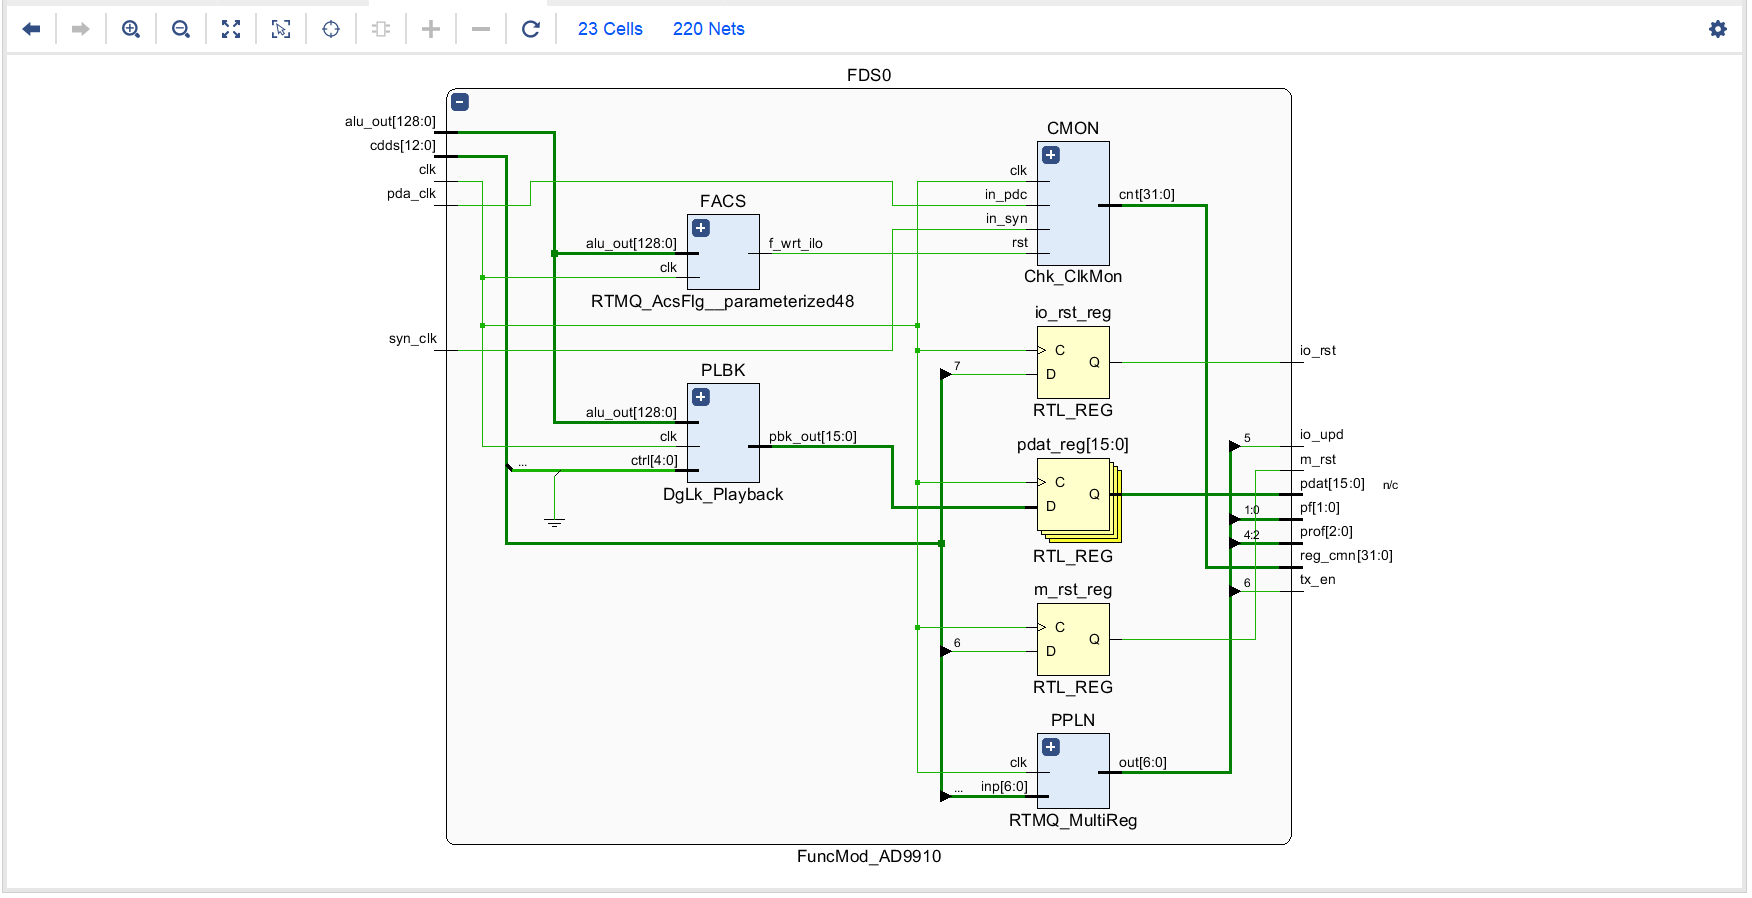 23 Cells 220 Nets
FDS0
alu_out[128:0]
cdds[12:0]
clk
pda_clk
syn_clk
FACS
alu_out[128:0]
clk
f_wrt_ilo
RTMQ_AcsFlg__parameterized48
PLBK
alu_out[128:0]
clk
ctrl[4:0]
...
pbk_out[15:0]
DgLk_Playback
CMON
clk
in_pdc
in_syn
rst
cnt[31:0]
Chk_ClkMon
io_rst_reg
C
D
Q
7
RTL_REG
pdat_reg[15:0]
C
D
Q
RTL_REG
m_rst_reg
C
D
Q
6
RTL_REG
PPLN
clk
... inp[6:0]
out[6:0]
RTMQ_MultiReg
io_rst
5 io_upd
m_rst
pdat[15:0] n/c
1:0 pf[1:0]
4:2 prof[2:0]
reg_cmn[31:0]
6 tx_en
FuncMod_AD9910